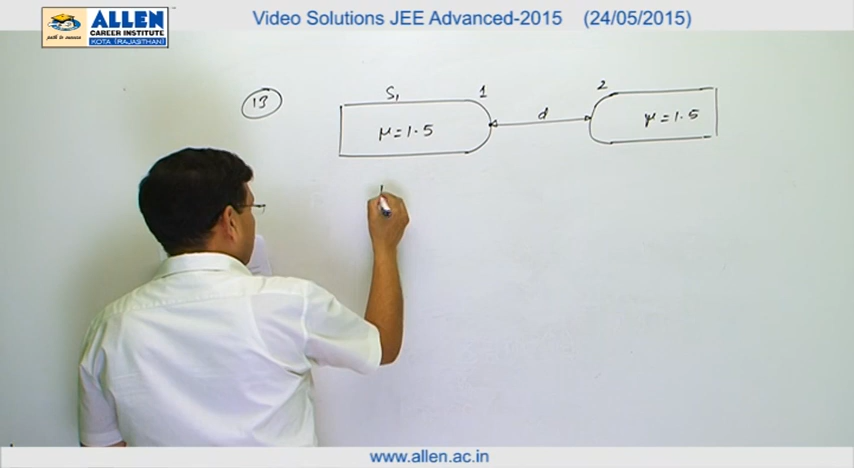 ALLEN
CAREER INSTITUTE
KOTA (RAJASTHAN)
path to success
Video Solutions JEE Advanced-2015 (24/05/2015)
13
S₁ 1 2
μ = 1.5 d μ = 1.5
www.allen.ac.in